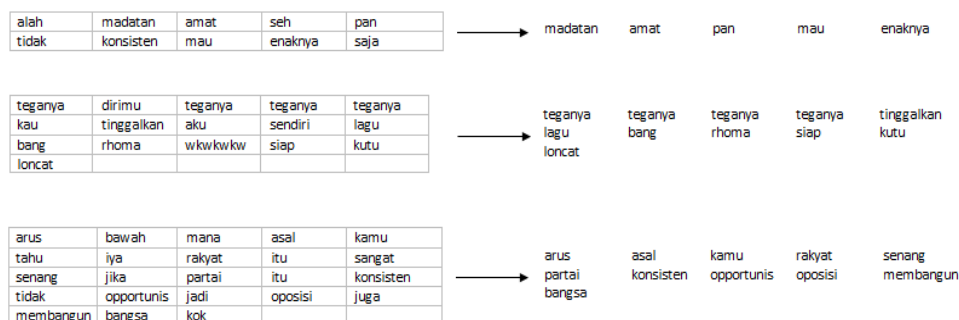 alah madatan amat seh pan
tidak konsisten mau enaknya saja
madatan amat pan mau enaknya
teganya dirimu teganya teganya teganya
kau tinggalkan aku sendiri lagu
bang rhoma wkwkwkw siap kutu
loncat
teganya teganya teganya teganya tinggalkan
lagu bang rhoma siap kutu
loncat
arus bawah mana asal kamu
tahu iya rakyat itu sangat
senang jika partai itu konsisten
tidak opportunis jadi oposisi juga
membangun bangsa kok
arus asal kamu rakyat senang
partai konsisten opportunis oposisi membangun
bangsa